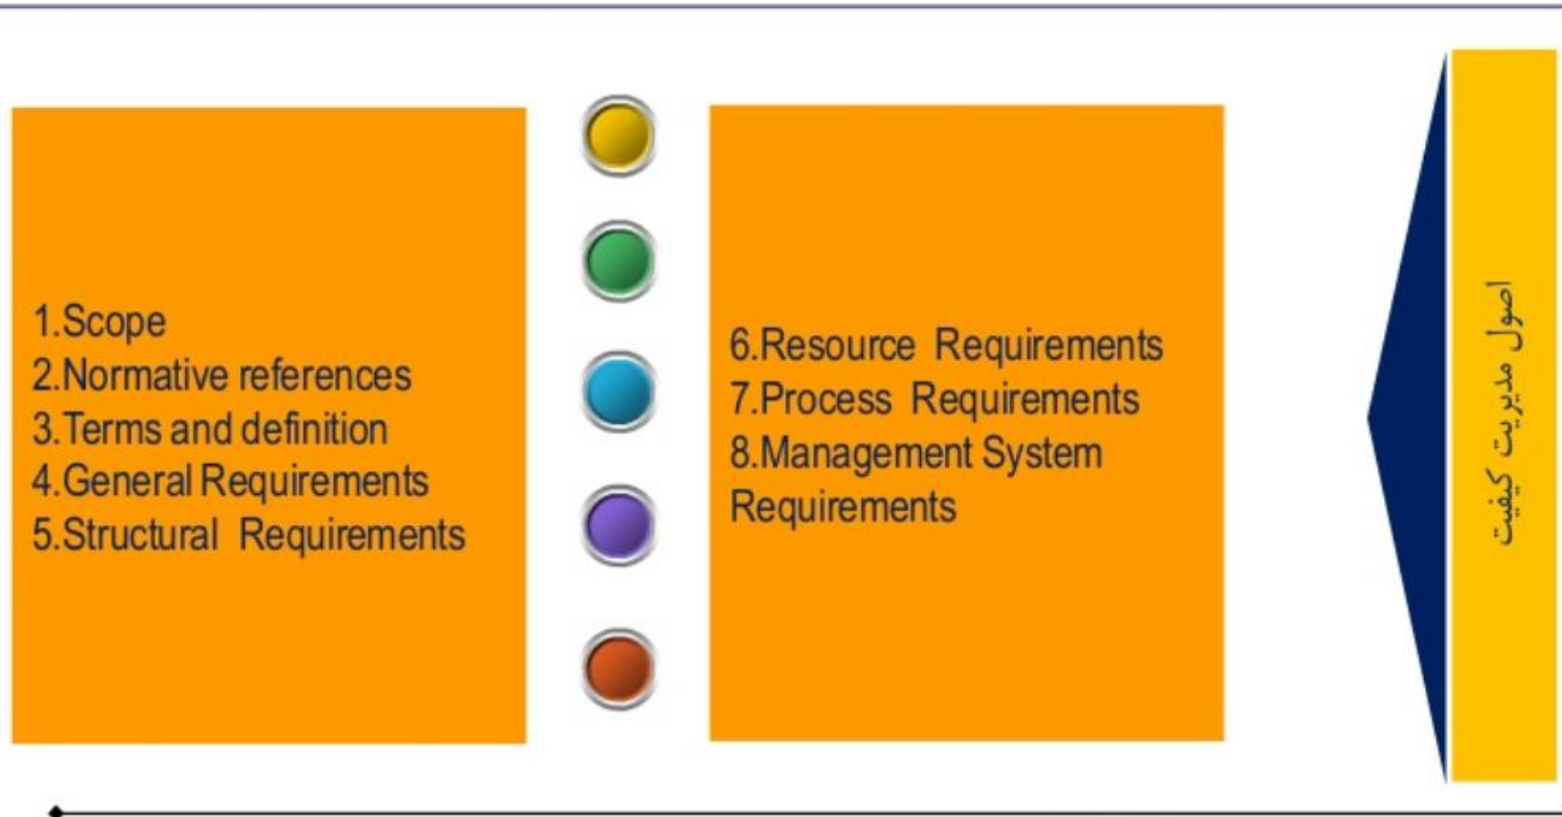 1.Scope
2.Normative references
3.Terms and definition
4.General Requirements
5.Structural Requirements
6.Resource Requirements
7.Process Requirements
8.Management System
Requirements
اصول مدیریت کیفیت